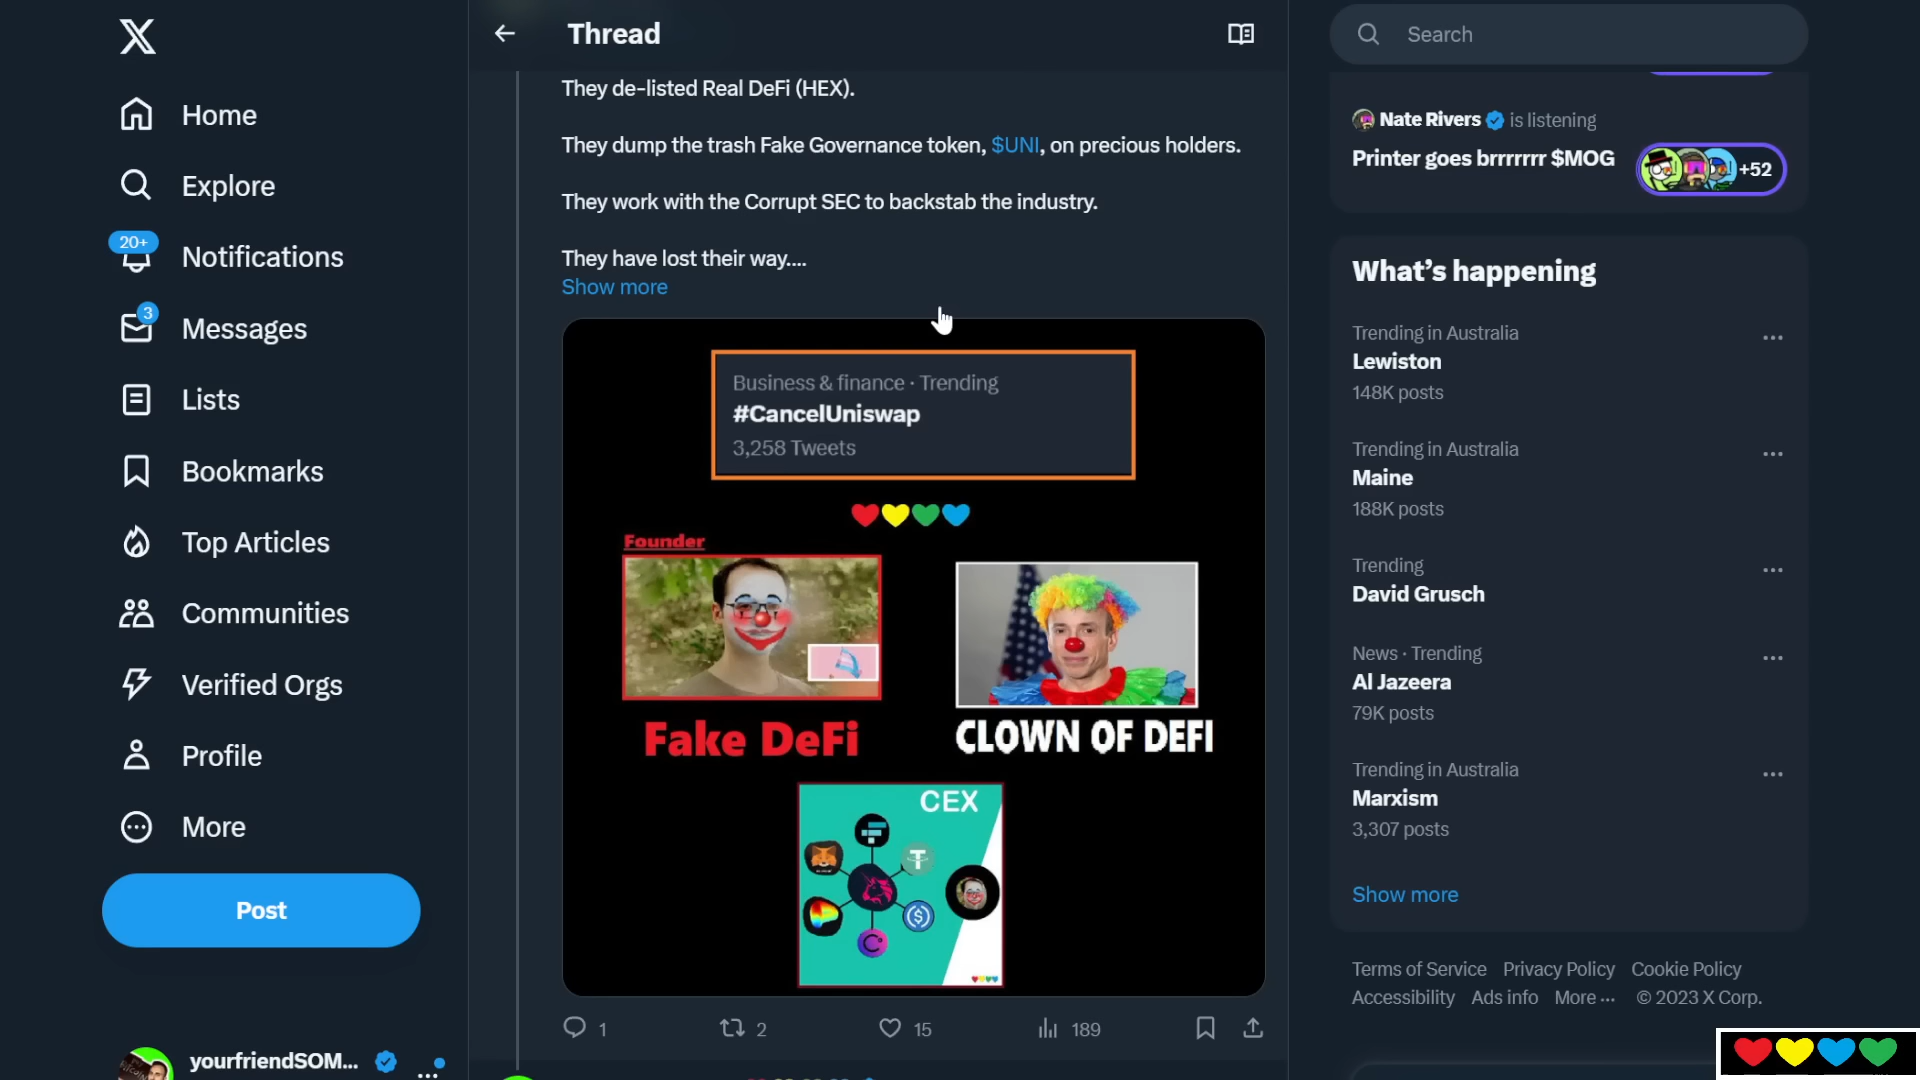 Home
Explore
20+
Notifications
3
Messages
Lists
Bookmarks
Top Articles
Communities
Verified Orgs
Profile
More
Post
yourfriendSOM...
Thread
They de-listed Real DeFi (HEX).
They dump the trash Fake Governance token, $UNI, on precious holders.
They work with the Corrupt SEC to backstab the industry.
They have lost their way....
Show more
Business & finance · Trending
#CancelUniswap
3,258 Tweets
Founder
Fake DeFi
CLOWN OF DEFI
CEX
1
2
15
189
Search
Nate Rivers is listening
Printer goes brrrrrrr $MOG
+52
What's happening
Trending in Australia
Lewiston
148K posts
Trending in Australia
Maine
188K posts
Trending
David Grusch
News · Trending
Al Jazeera
79K posts
Trending in Australia
Marxism
3,307 posts
Show more
Terms of Service Privacy Policy Cookie Policy
Accessibility Ads info More ··· © 2023 X Corp.